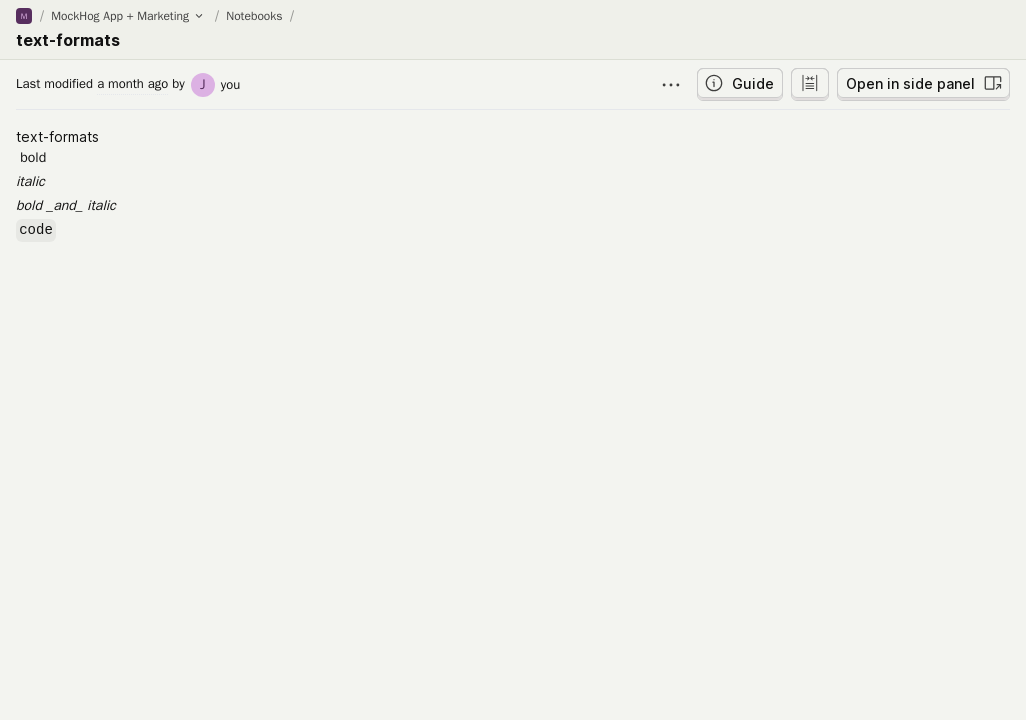 M / MockHog App + Marketing / Notebooks /
text-formats
Last modified a month ago by J you
Guide
Open in side panel
text-formats
bold
italic
bold _and_ italic
code